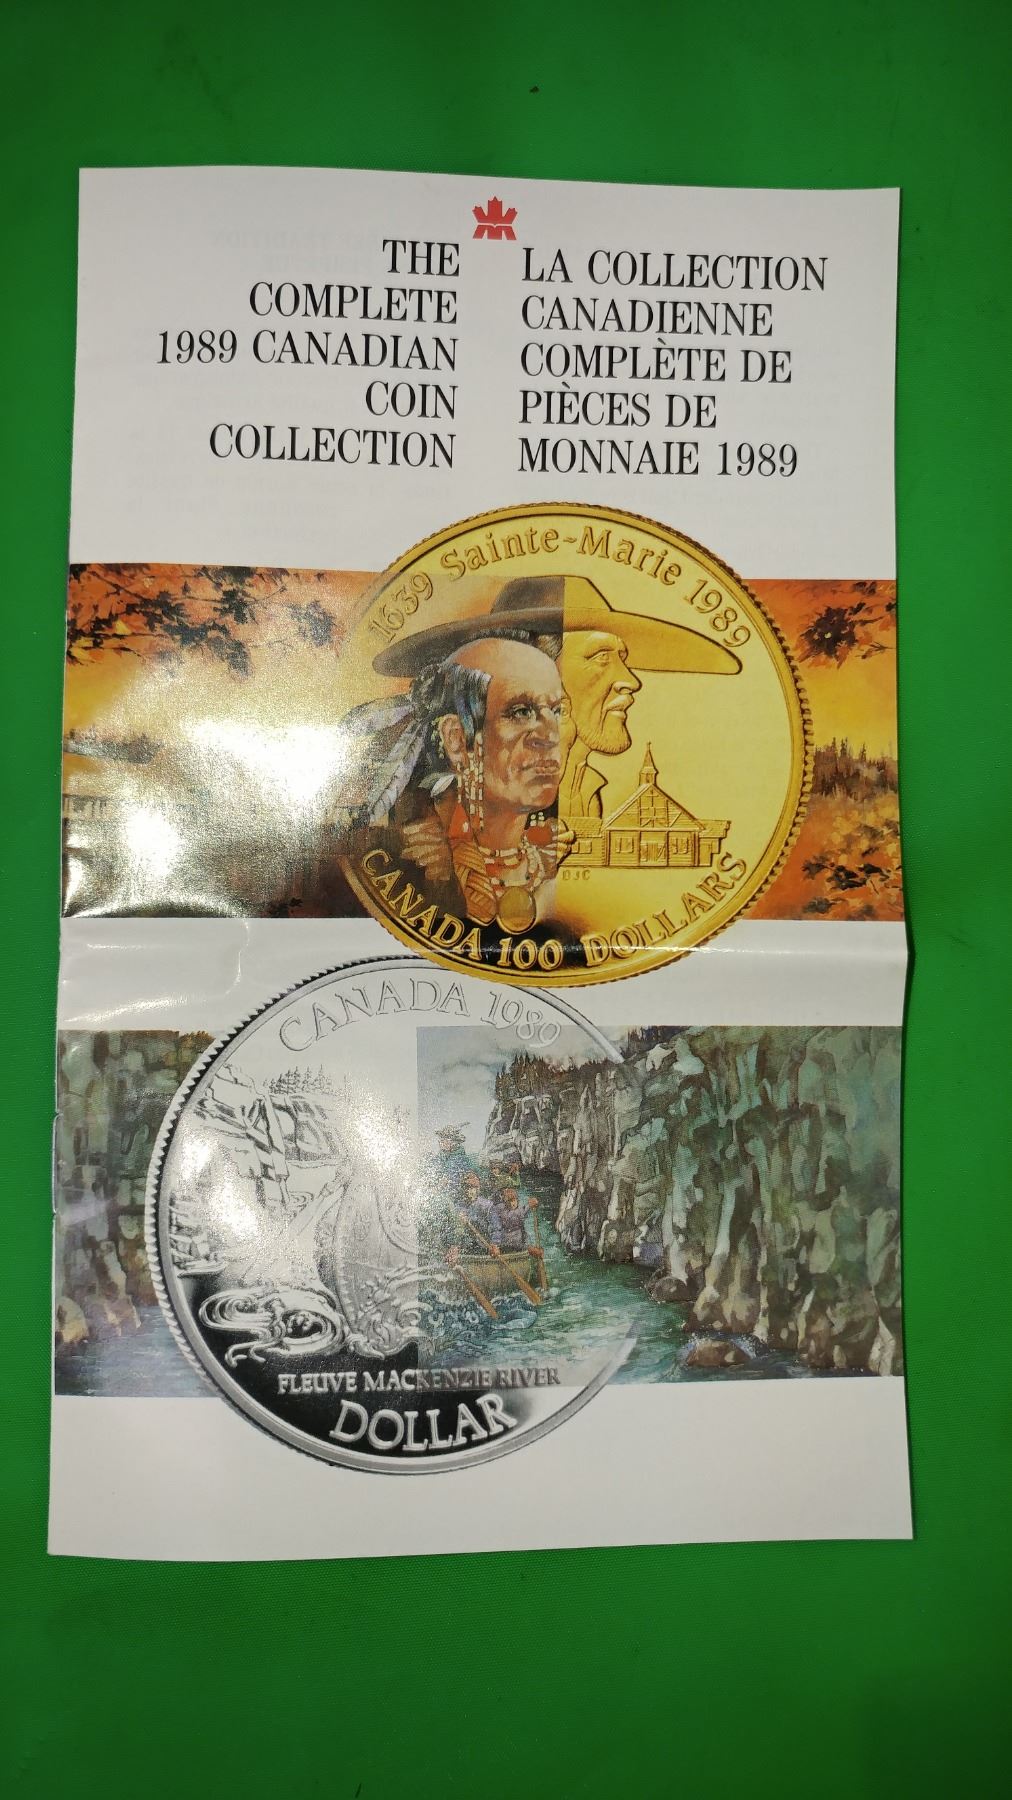 THE
COMPLETE
1989 CANADIAN
COIN
COLLECTION
LA COLLECTION
CANADIENNE
COMPLÈTE DE
PIÈCES DE
MONNAIE 1989
1639 Sainte-Marie 1989
DJC
CANADA 100 DOLLARS
CANADA 1989
FLEUVE MACKENZIE RIVER
DOLLAR